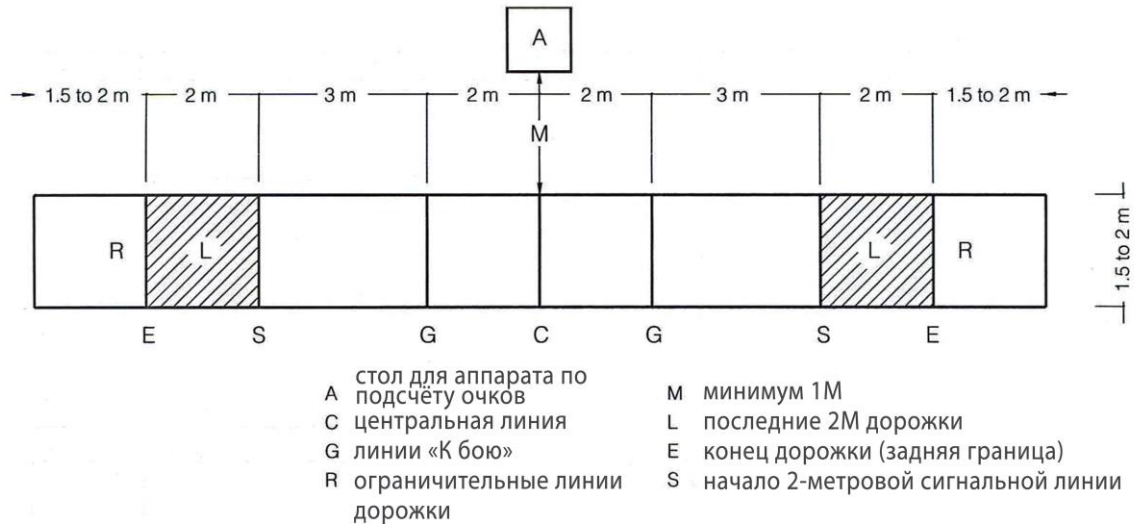 A
1.5 to 2 m 2 m 3 m 2 m 2 m 3 m 2 m 1.5 to 2 m
M
R L L R
1.5 to 2 m
E S G C G S E
A стол для аппарата по
подсчёту очков
C центральная линия
G линии «К бою»
R ограничительные линии
дорожки
M минимум 1М
L последние 2М дорожки
E конец дорожки (задняя граница)
S начало 2-метровой сигнальной линии